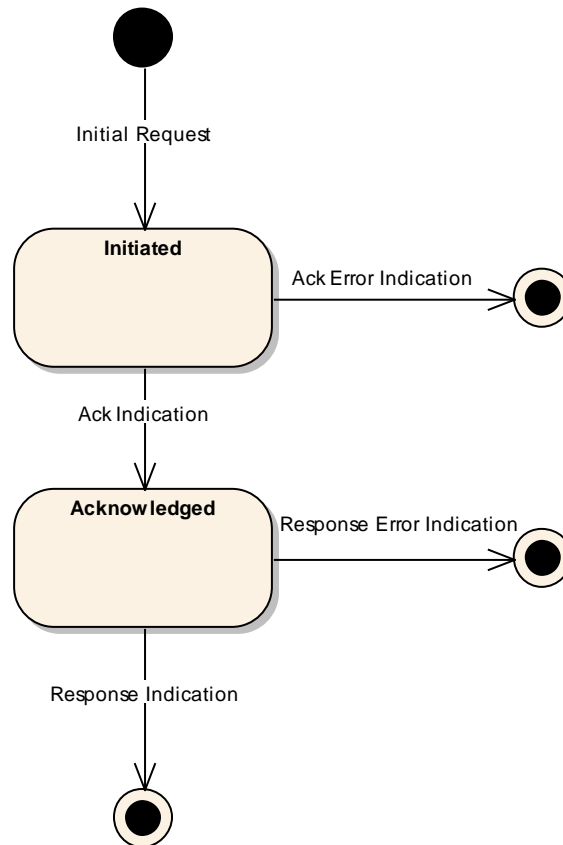 Initial Request
Initiated
Ack Error Indication
Ack Indication
Acknowledged
Response Error Indication
Response Indication